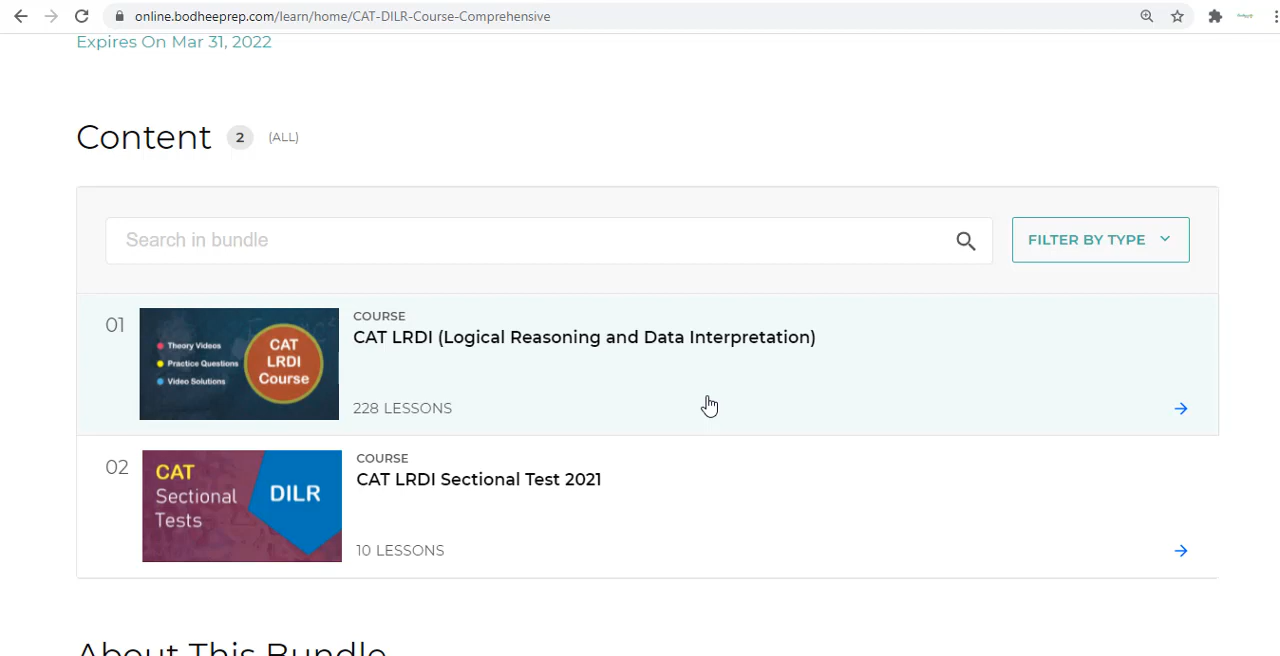 online.bodheeprep.com/learn/home/CAT-DILR-Course-Comprehensive
Expires On Mar 31, 2022
Content 2 (ALL)
Search in bundle
FILTER BY TYPE
01
Theory Videos
Practice Questions
Video Solutions
CAT
LRDI
Course
COURSE
CAT LRDI (Logical Reasoning and Data Interpretation)
228 LESSONS
02
CAT
Sectional
Tests
DILR
COURSE
CAT LRDI Sectional Test 2021
10 LESSONS
About This Bundle